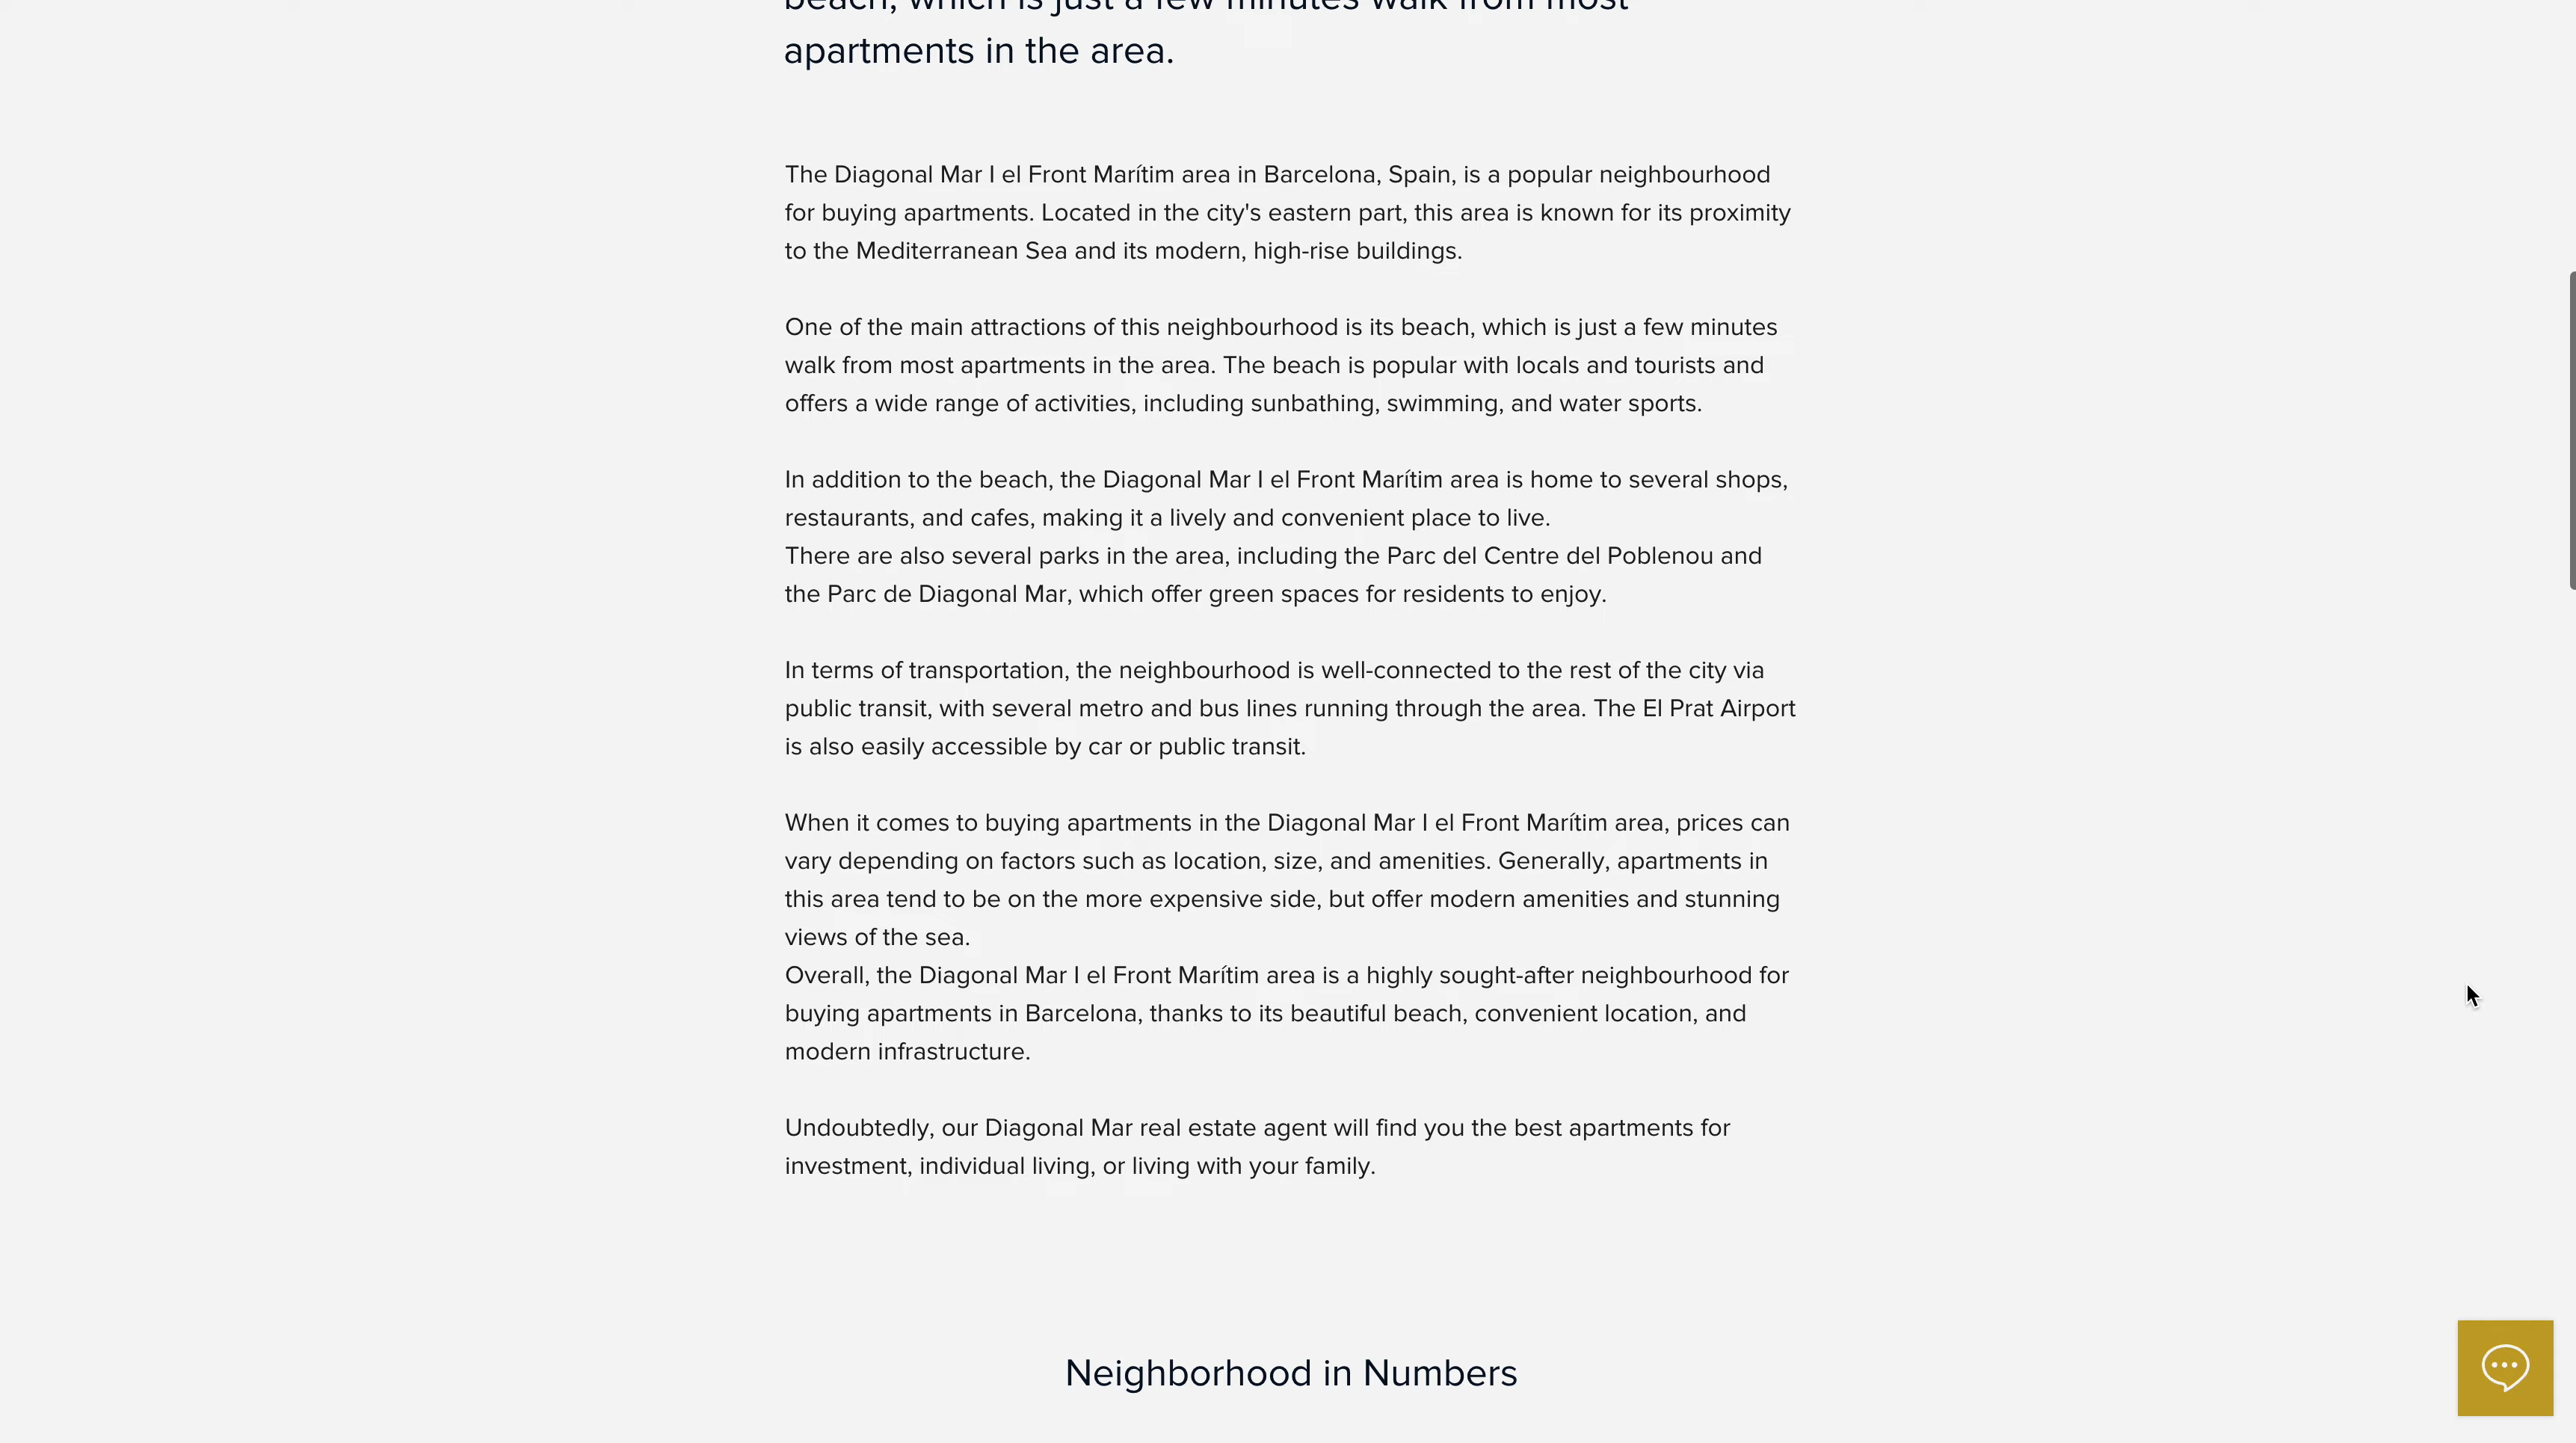 beach, which is just a few minutes walk from most
apartments in the area.
The Diagonal Mar I el Front Marítim area in Barcelona, Spain, is a popular neighbourhood
for buying apartments. Located in the city's eastern part, this area is known for its proximity
to the Mediterranean Sea and its modern, high-rise buildings.
One of the main attractions of this neighbourhood is its beach, which is just a few minutes
walk from most apartments in the area. The beach is popular with locals and tourists and
offers a wide range of activities, including sunbathing, swimming, and water sports.
In addition to the beach, the Diagonal Mar I el Front Marítim area is home to several shops,
restaurants, and cafes, making it a lively and convenient place to live.
There are also several parks in the area, including the Parc del Centre del Poblenou and
the Parc de Diagonal Mar, which offer green spaces for residents to enjoy.
In terms of transportation, the neighbourhood is well-connected to the rest of the city via
public transit, with several metro and bus lines running through the area. The El Prat Airport
is also easily accessible by car or public transit.
When it comes to buying apartments in the Diagonal Mar I el Front Marítim area, prices can
vary depending on factors such as location, size, and amenities. Generally, apartments in
this area tend to be on the more expensive side, but offer modern amenities and stunning
views of the sea.
Overall, the Diagonal Mar I el Front Marítim area is a highly sought-after neighbourhood for
buying apartments in Barcelona, thanks to its beautiful beach, convenient location, and
modern infrastructure.
Undoubtedly, our Diagonal Mar real estate agent will find you the best apartments for
investment, individual living, or living with your family.
Neighborhood in Numbers